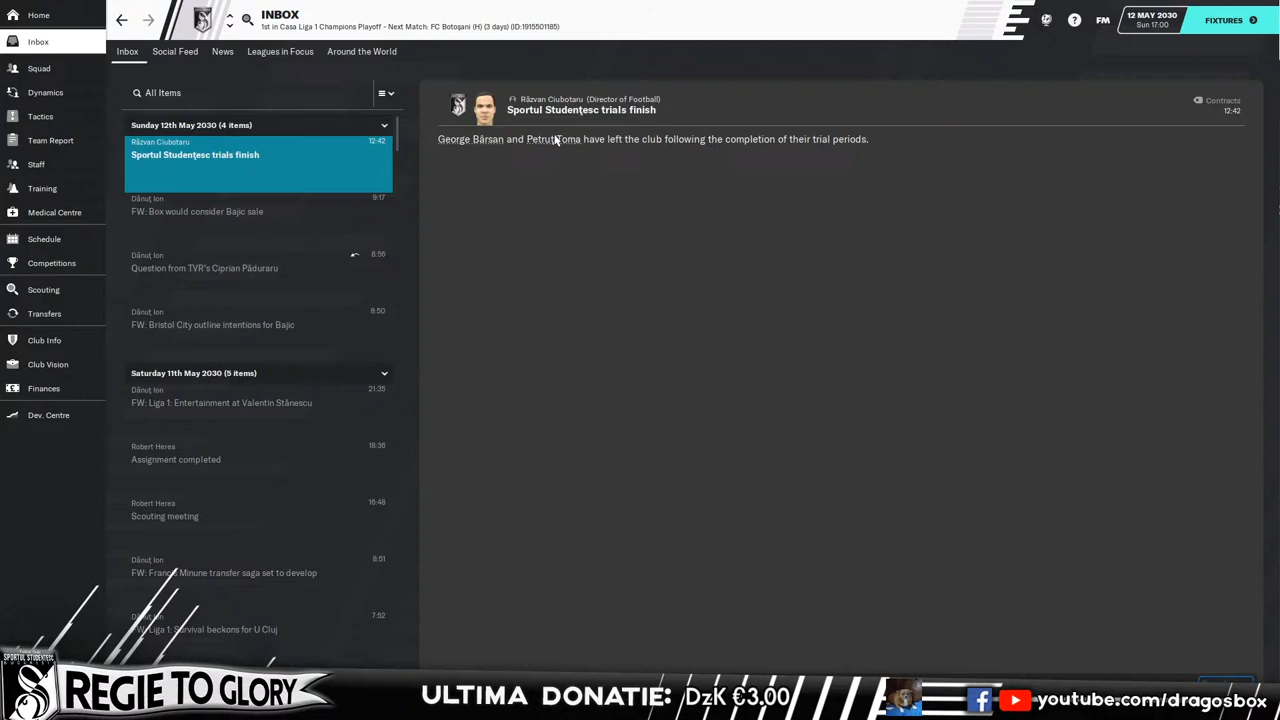 Home
Inbox
Squad
Dynamics
Tactics
Team Report
Staff
Training
Medical Centre
Schedule
Competitions
Scouting
Transfers
Club Info
Club Vision
Finances
Dev. Centre
INBOX
1st in Casa Liga 1 Champions Playoff - Next Match: FC Botoşani (H) (3 days) (ID:1915501185)
FM
12 MAY 2030
Sun 17:00
FIXTURES
Inbox Social Feed News Leagues in Focus Around the World
All Items
Sunday 12th May 2030 (4 items)
Răzvan Ciubotaru 12:42
Sportul Studenţesc trials finish
Dănuţ Ion 9:17
FW: Box would consider Bajic sale
Dănuţ Ion 8:56
Question from TVR's Ciprian Păduraru
Dănuţ Ion 8:50
FW: Bristol City outline intentions for Bajic
Saturday 11th May 2030 (5 items)
Dănuţ Ion 21:35
FW: Liga 1: Entertainment at Valentin Stănescu
Robert Herea 18:36
Assignment completed
Robert Herea 16:48
Scouting meeting
Dănuţ Ion 8:51
FW: Francis Minune transfer saga set to develop
Dănuţ Ion 7:52
FW: Liga 1: Survival beckons for U Cluj
Răzvan Ciubotaru (Director of Football)
Sportul Studenţesc trials finish
Contracts
12:42
George Bârsan and Petruţ Toma have left the club following the completion of their trial periods.
SPORTUL STUDENTESC
REGIE TO GLORY
ULTIMA DONATIE: DzK €3.00
youtube.com/dragosbox